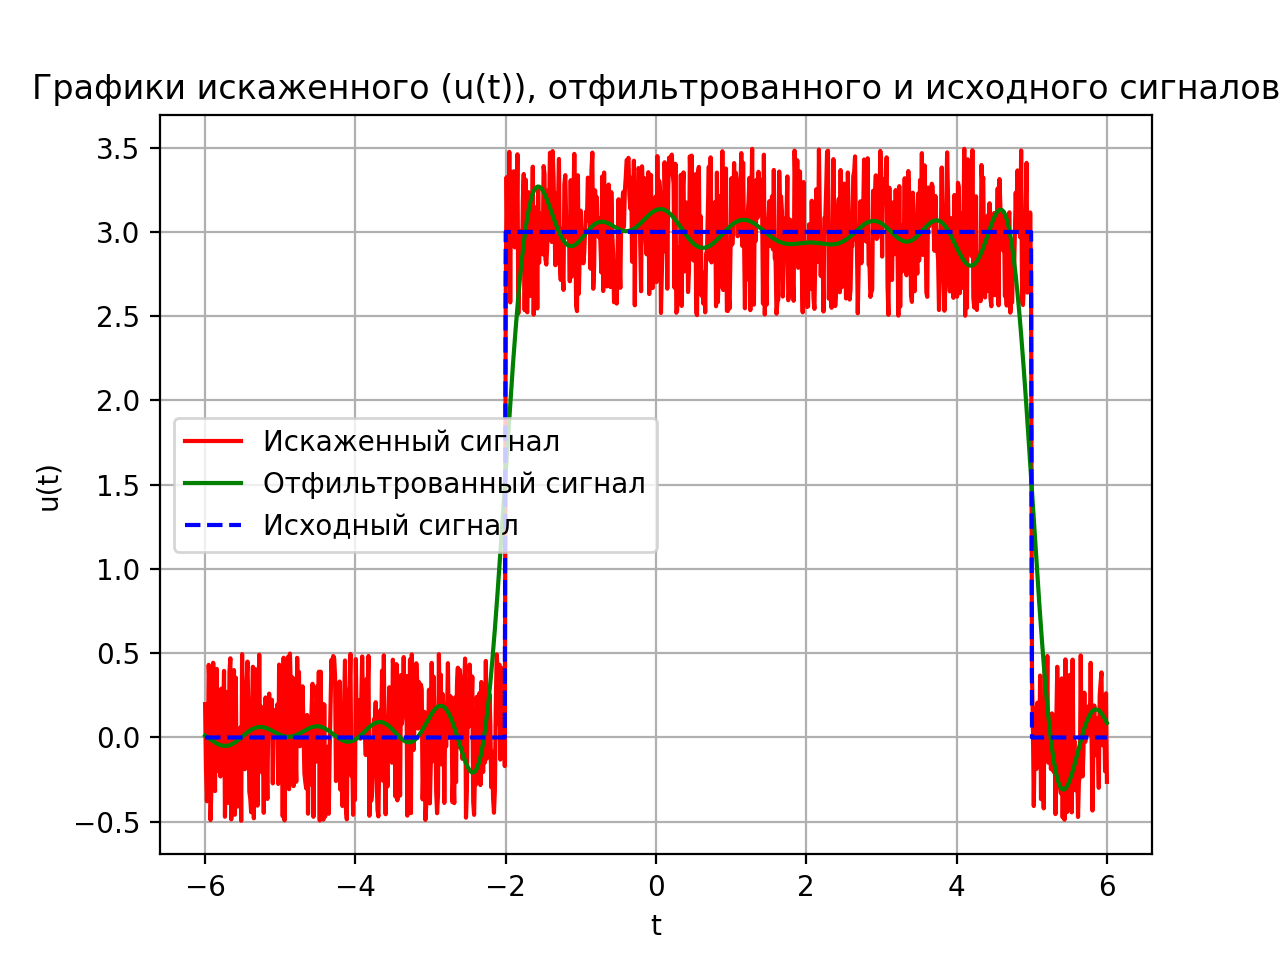 Графики искаженного (u(t)), отфильтрованного и исходного сигналов
3.5
3.0
2.5
2.0
1.5
1.0
0.5
0.0
−0.5
u(t)
Искаженный сигнал
Отфильтрованный сигнал
Исходный сигнал
−6
−4
−2
0
2
4
6
t